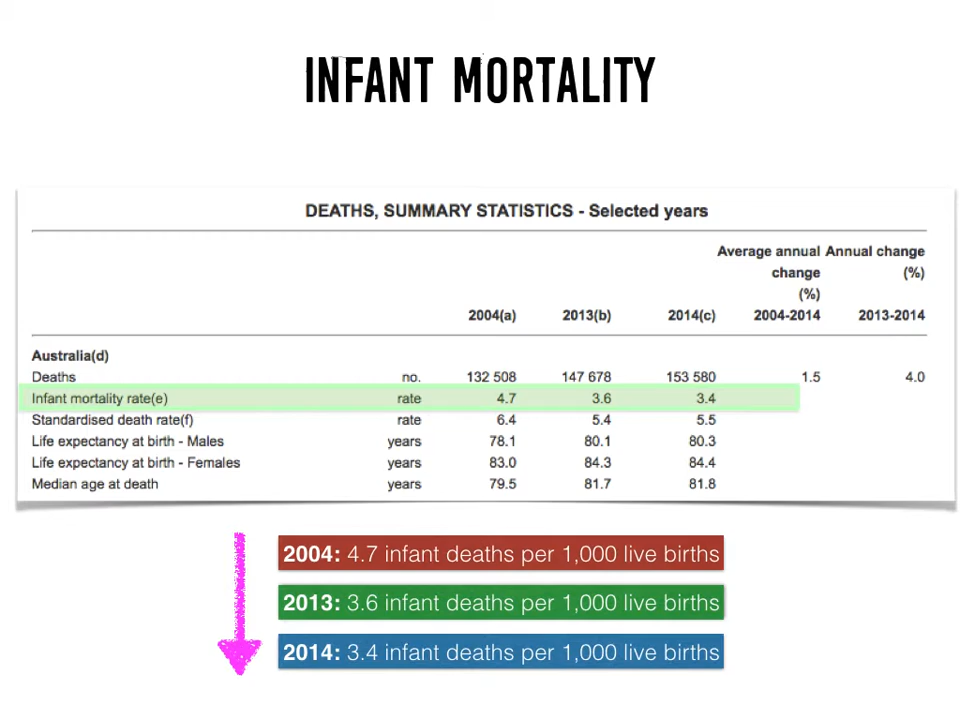 INFANT MORTALITY
DEATHS, SUMMARY STATISTICS - Selected years
Average annual change (%) Annual change (%)
2004(a) 2013(b) 2014(c) 2004-2014 2013-2014
Australia(d)
Deaths no. 132 508 147 678 153 580 1.5 4.0
Infant mortality rate(e) rate 4.7 3.6 3.4
Standardised death rate(f) rate 6.4 5.4 5.5
Life expectancy at birth - Males years 78.1 80.1 80.3
Life expectancy at birth - Females years 83.0 84.3 84.4
Median age at death years 79.5 81.7 81.8
2004: 4.7 infant deaths per 1,000 live births
2013: 3.6 infant deaths per 1,000 live births
2014: 3.4 infant deaths per 1,000 live births